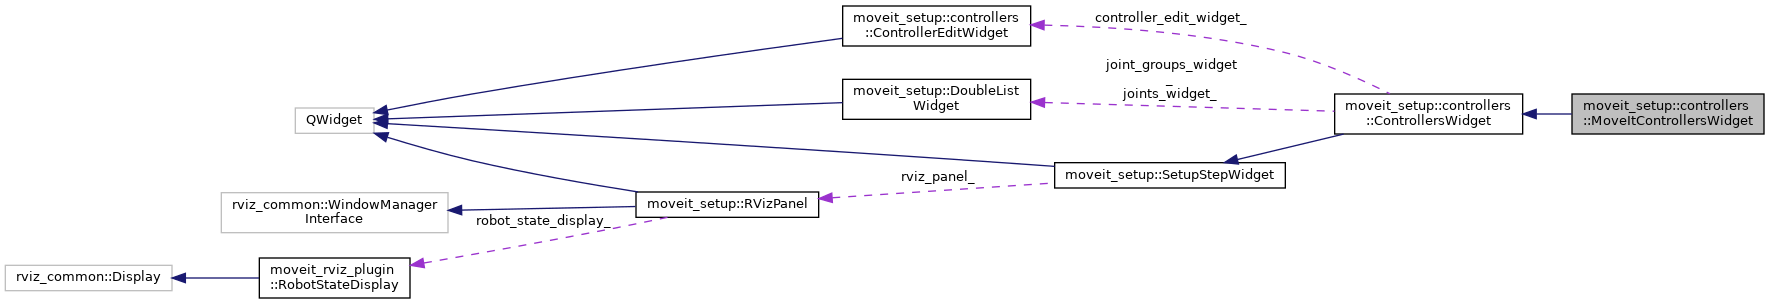 moveit_setup::controllers
::ControllerEditWidget
controller_edit_widget_
joint_groups_widget
_
joints_widget_
moveit_setup::DoubleList
Widget
moveit_setup::controllers
::ControllersWidget
moveit_setup::controllers
::MoveItControllersWidget
QWidget
moveit_setup::SetupStepWidget
rviz_panel_
rviz_common::WindowManager
Interface
moveit_setup::RVizPanel
robot_state_display_
rviz_common::Display
moveit_rviz_plugin
::RobotStateDisplay